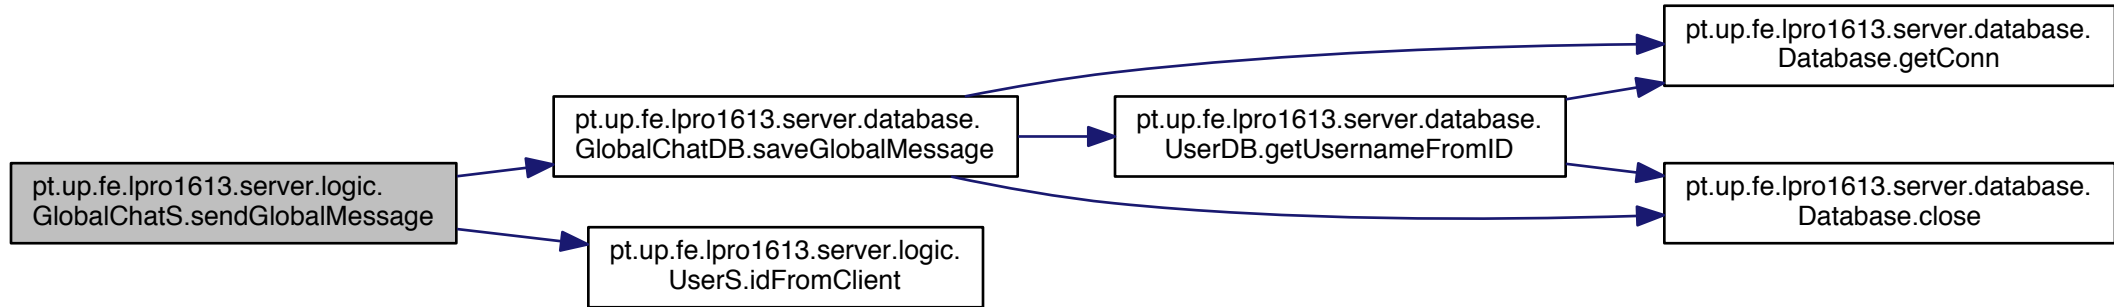 pt.up.fe.lpro1613.server.logic.
GlobalChatS.sendGlobalMessage
pt.up.fe.lpro1613.server.database.
GlobalChatDB.saveGlobalMessage
pt.up.fe.lpro1613.server.logic.
UserS.idFromClient
pt.up.fe.lpro1613.server.database.
UserDB.getUsernameFromID
pt.up.fe.lpro1613.server.database.
Database.getConn
pt.up.fe.lpro1613.server.database.
Database.close